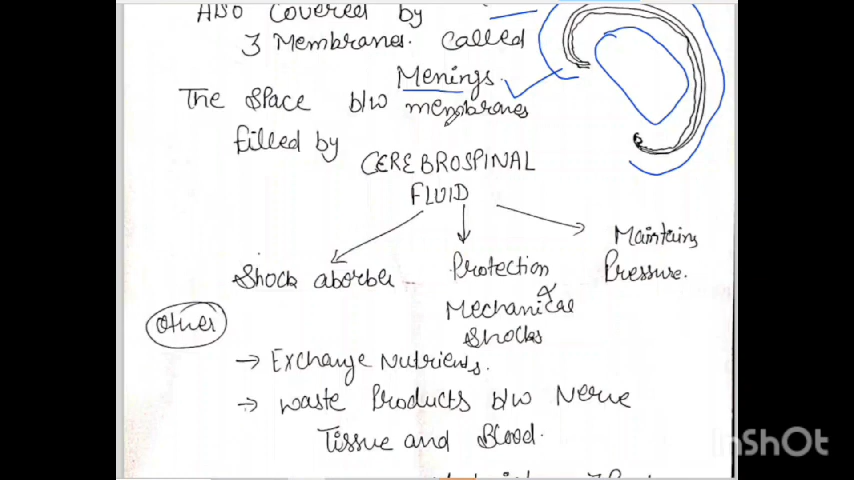 Also Covered by
3 Membranes. Called
Menings.
The Space b/w membranes
filled by
CEREBROSPINAL
FLUID
Shock aborber
Protection
Mechanical
Shocks
Maintains
Pressure.
Other
→ Exchange Nutrients.
→ Waste Products b/w Nerve
Tissue and Blood.
InShOt